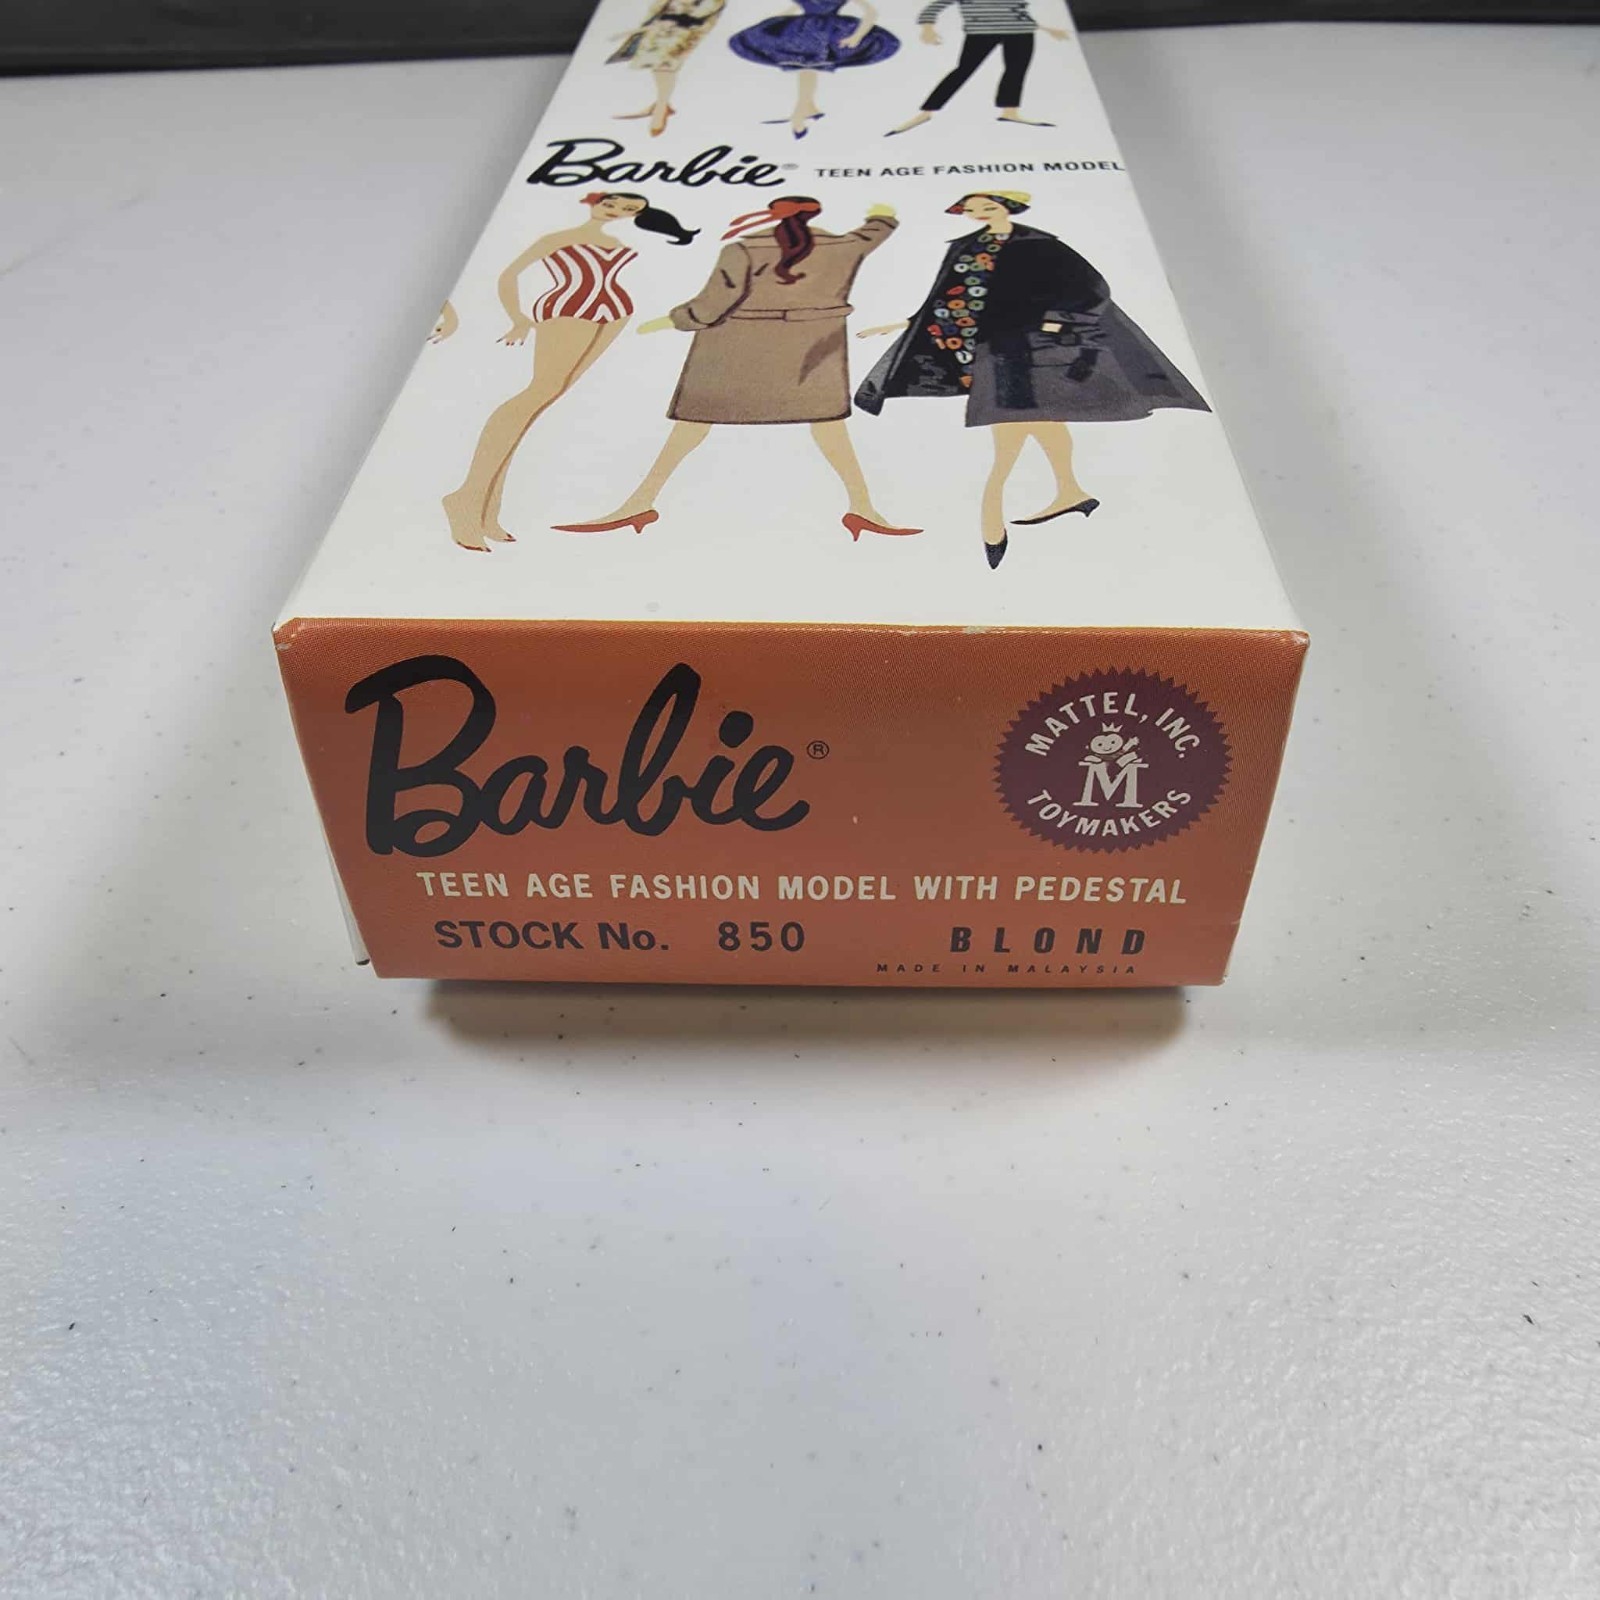 Barbie® TEEN AGE FASHION MODEL
Barbie®
MATTEL, INC.
M
TOYMAKERS
TEEN AGE FASHION MODEL WITH PEDESTAL
STOCK No. 850 BLOND
MADE IN MALAYSIA